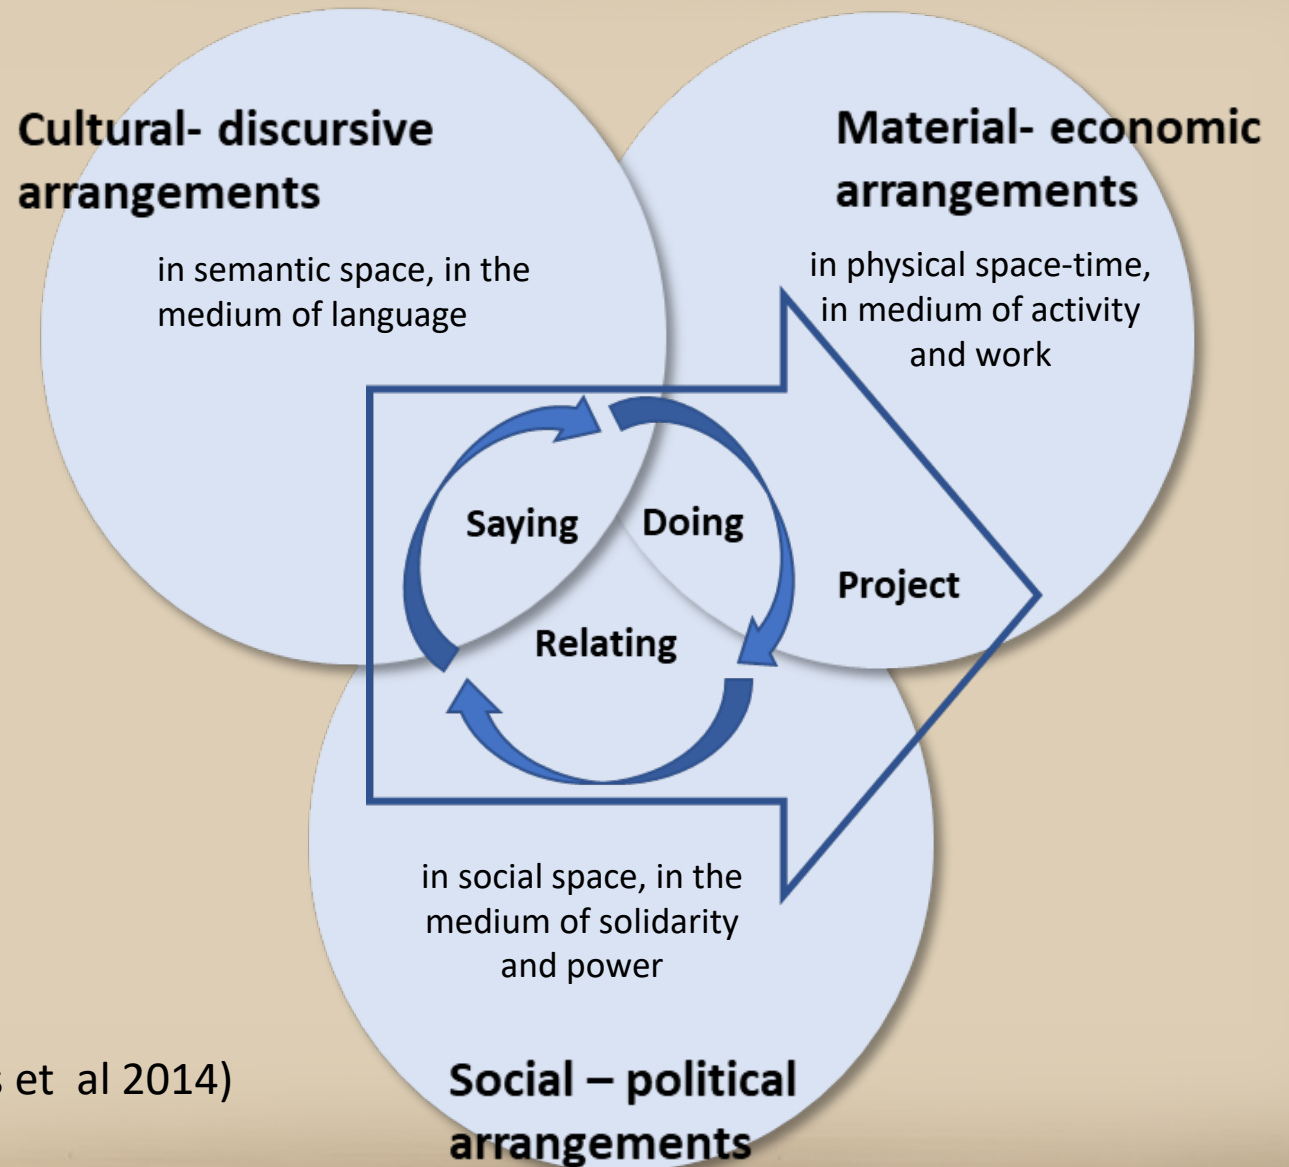 Cultural- discursive
arrangements
in semantic space, in the
medium of language
Material- economic
arrangements
in physical space-time,
in medium of activity
and work
Saying
Doing
Project
Relating
in social space, in the
medium of solidarity
and power
et al 2014)
Social – political
arrangements